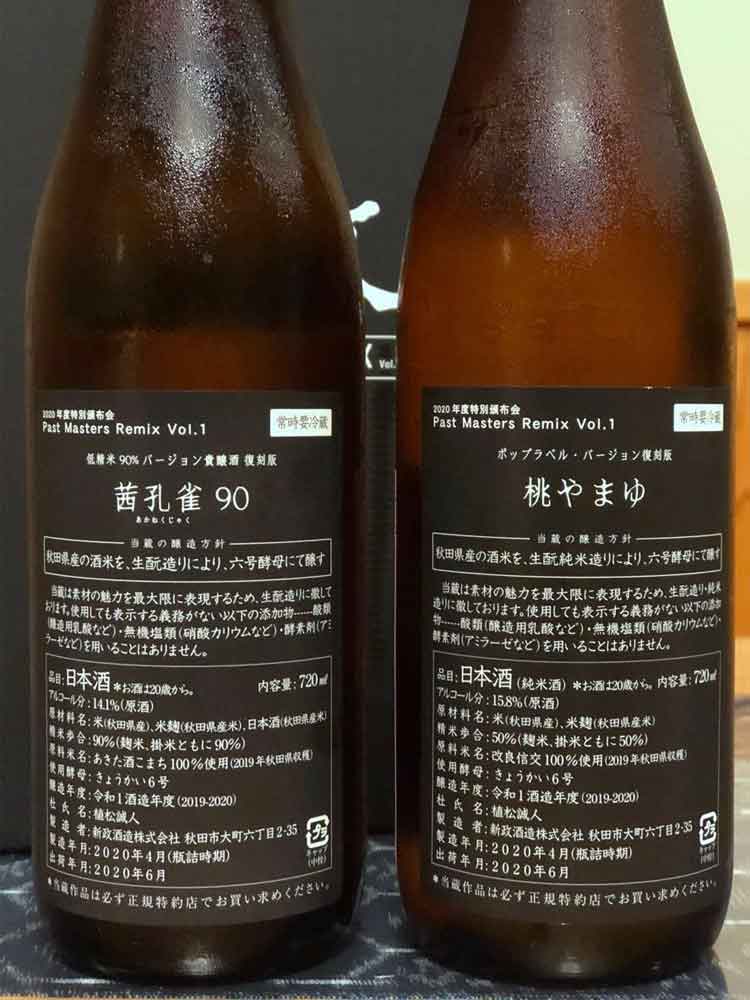 2020年度特別頒布会
Past Masters Remix Vol.1
常時要冷蔵
低精米90%バージョン貴醸酒 復刻版
茜孔雀 90
あかねくじゃく
当蔵の醸造方針
秋田県産の酒米を、生酛造りにより、六号酵母にて醸す
当蔵は素材の魅力を最大限に表現するため、生酛造りに徹し
ております。使用しても表示する義務がない以下の添加物……酸類
(醸造用乳酸など)・無機塩類(硝酸カリウムなど)・酵素剤(アミ
ラーゼなど)を用いることはありません。
品目:日本酒 *お酒は20歳から。 内容量:720㎖
アルコール分:14.1%(原酒)
原材料名:米(秋田県産)、米麹(秋田県産米)、日本酒(秋田県産米)
精米歩合:90%(麹米、掛米ともに90%)
原料米名:あきた酒こまち100%使用(2019年秋田県収穫)
使用酵母:きょうかい6号
醸造年度:令和1酒造年度(2019-2020)
杜氏名:植松誠人
製造者:新政酒造株式会社 秋田市大町六丁目2-35
製造年月:2020年4月(瓶詰時期)
出荷年月:2020年6月
プラ
キャップ
(中栓)
*当蔵作品は必ず正規特約店でお買い求めください。
Vol.
2020年度特別頒布会
Past Masters Remix Vol.1
常時要冷蔵
ポップラベル・バージョン復刻版
桃やまゆ
当蔵の醸造方針
秋田県産の酒米を、生酛純米造りにより、六号酵母にて醸す
当蔵は素材の魅力を最大限に表現するため、生酛造り・純米
造りに徹しております。使用しても表示する義務がない以下の添加
物……酸類(醸造用乳酸など)・無機塩類(硝酸カリウムなど)・酵素剤
(アミラーゼなど)を用いることはありません。
品目:日本酒(純米酒) *お酒は20歳から。 内容量:720㎖
アルコール分:15.8%(原酒)
原材料名:米(秋田県産)、米麹(秋田県産米)
精米歩合:50%(麹米、掛米ともに50%)
原料米名:改良信交100%使用(2019年秋田県収穫)
使用酵母:きょうかい6号
醸造年度:令和1酒造年度(2019-2020)
杜氏名:植松誠人
製造者:新政酒造株式会社 秋田市大町六丁目2-35
製造年月:2020年4月(瓶詰時期)
出荷年月:2020年6月
プラ
キャップ
(中栓)
*当蔵作品は必ず正規特約店でお買い求めください。